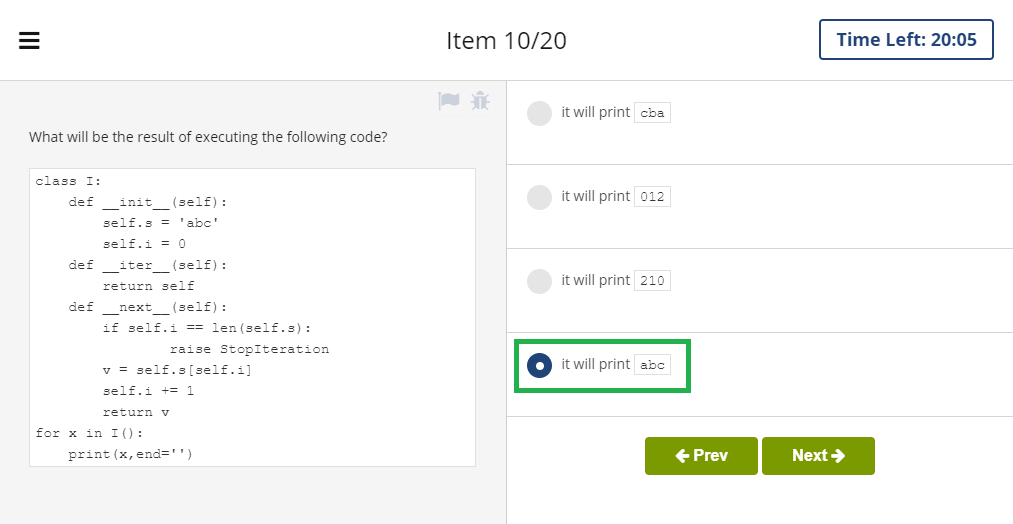 Item 10/20
Time Left: 20:05
What will be the result of executing the following code?
class I:
    def __init__(self):
        self.s = 'abc'
        self.i = 0
    def __iter__(self):
        return self
    def __next__(self):
        if self.i == len(self.s):
                raise StopIteration
        v = self.s[self.i]
        self.i += 1
        return v
for x in I():
    print(x,end='')
it will print cba
it will print 012
it will print 210
it will print abc
Prev
Next